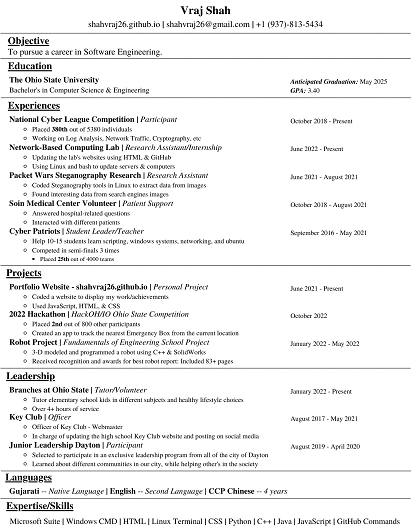 Vraj Shah
shahvraj26.github.io | shahvraj26@gmail.com | +1 (937)-813-5434
Objective
To pursue a career in Software Engineering.
Education
The Ohio State University
Anticipated Graduation: May 2025
Bachelor's in Computer Science & Engineering
GPA: 3.40
Experiences
National Cyber League Competition | Participant
October 2018 - Present
Placed 380th out of 5380 individuals
Working on Log Analysis, Network Traffic, Cryptography, etc
Network-Based Computing Lab | Research Assistant/Internship
June 2022 - Present
Updating the lab's websites using HTML & GitHub
Using Linux and bash to update servers & computers
Packet Wars Steganography Research | Research Assistant
June 2021 - August 2021
Coded Steganography tools in Linux to extract data from images
Found interesting data from search engines images
Soin Medical Center Volunteer | Patient Support
October 2018 - August 2021
Answered hospital-related questions
Interacted with different patients
Cyber Patriots | Student Leader/Teacher
September 2016 - May 2021
Help 10-15 students learn scripting, windows systems, networking, and ubuntu
Competed in semi-finals 3 times
Placed 25th out of 4000 teams
Projects
Portfolio Website - shahvraj26.github.io | Personal Project
June 2021 - Present
Coded a website to display my work/achievements
Used JavaScript, HTML, & CSS
2022 Hackathon | HackOH/IO Ohio State Competition
October 2022
Placed 2nd out of 800 other participants
Created an app to track the nearest Emergency Box from the current location
Robot Project | Fundamentals of Engineering School Project
January 2022 - May 2022
3-D modeled and programmed a robot using C++ & SolidWorks
Received recognition and awards for best robot report: Included 83+ pages
Leadership
Branches at Ohio State | Tutor/Volunteer
January 2022 - Present
Tutor elementary school kids in different subjects and healthy lifestyle choices
Over 4+ hours of service
Key Club | Officer
August 2017 - May 2021
Officer of Key Club - Webmaster
In charge of updating the high school Key Club website and posting on social media
Junior Leadership Dayton | Participant
August 2019 - April 2020
Selected to participate in an exclusive leadership program from all of the city of Dayton
Learned about different communities in our city, while helping other's in the society
Languages
Gujarati -- Native Language | English -- Second Language | CCP Chinese -- 4 years
Expertise/Skills
Microsoft Suite | Windows CMD | HTML | Linux Terminal | CSS | Python | C++ | Java | JavaScript | GitHub Commands